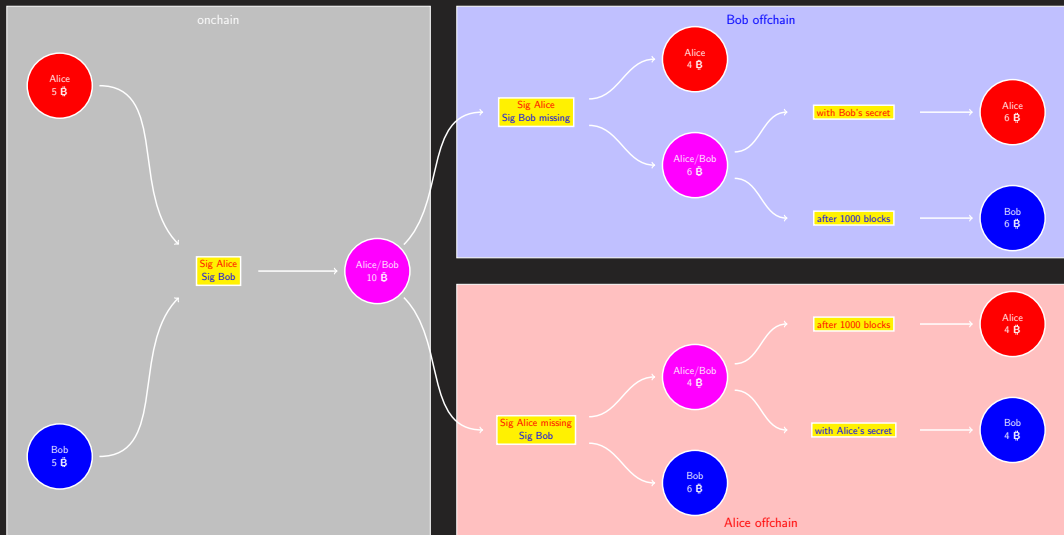 onchain
Alice
5 ₿
Sig Alice
Sig Bob
Alice/Bob
10 ₿
Bob
5 ₿
Bob offchain
Alice
4 ₿
Sig Alice
Sig Bob missing
Alice/Bob
6 ₿
with Bob's secret
Alice
6 ₿
after 1000 blocks
Bob
6 ₿
after 1000 blocks
Alice
4 ₿
Alice/Bob
4 ₿
Sig Alice missing
Sig Bob
with Alice's secret
Bob
4 ₿
Bob
6 ₿
Alice offchain